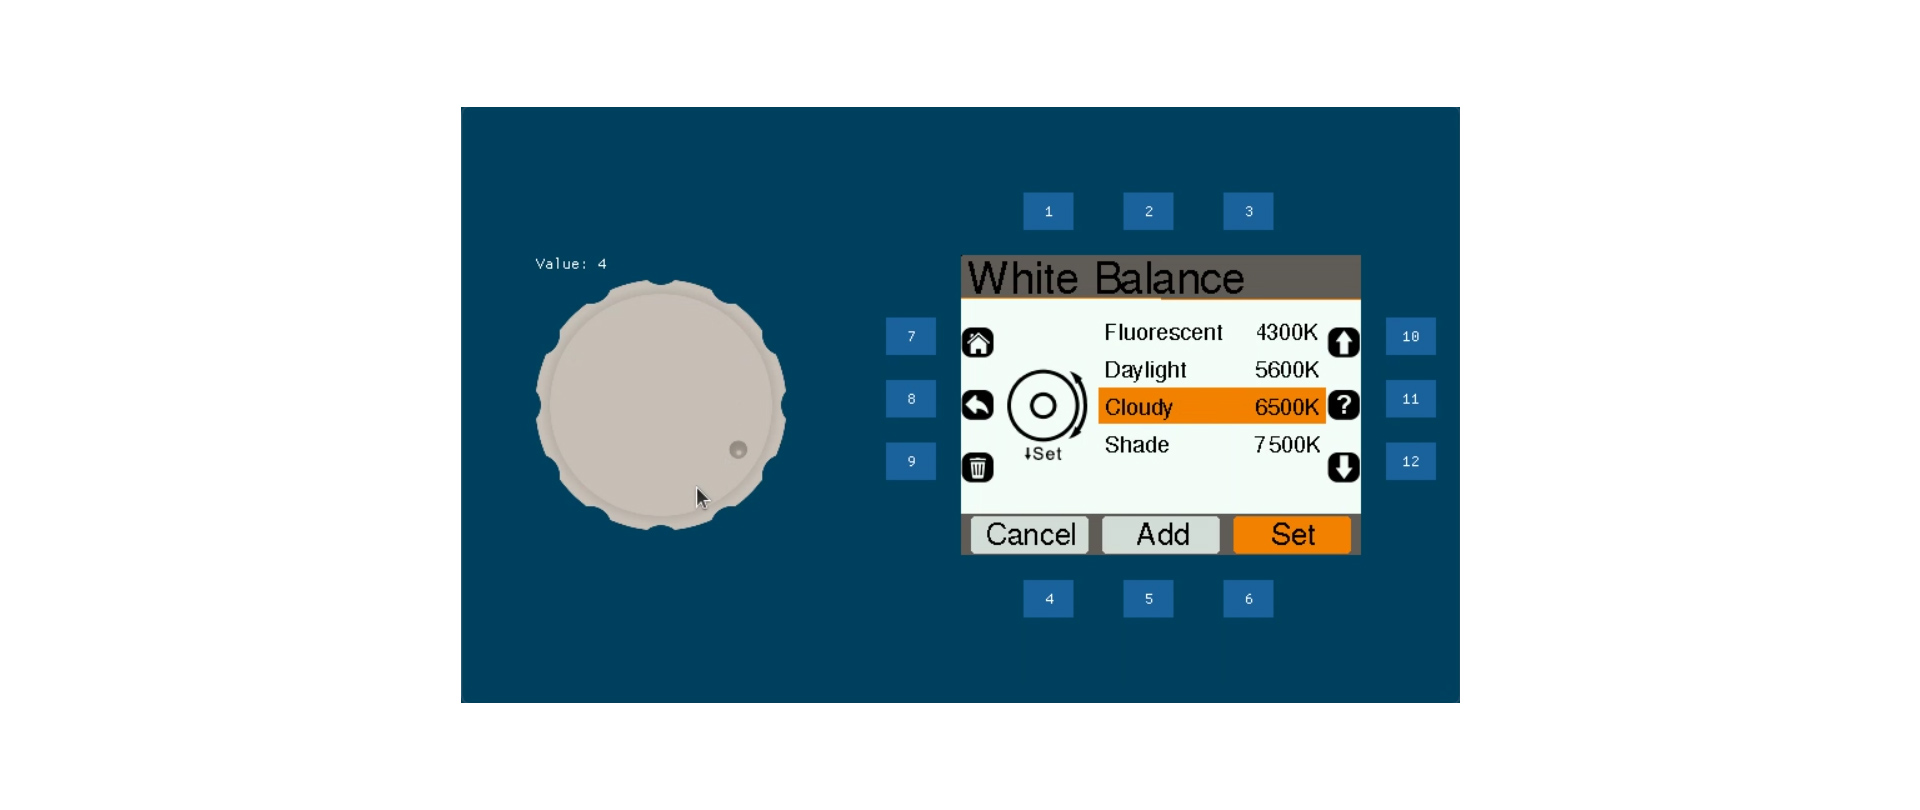 1 2 3
Value: 4
White Balance
7
8
9
↓Set
Fluorescent 4300K
Daylight 5600K
Cloudy 6500K
Shade 7500K
?
10
11
12
Cancel Add Set
4 5 6